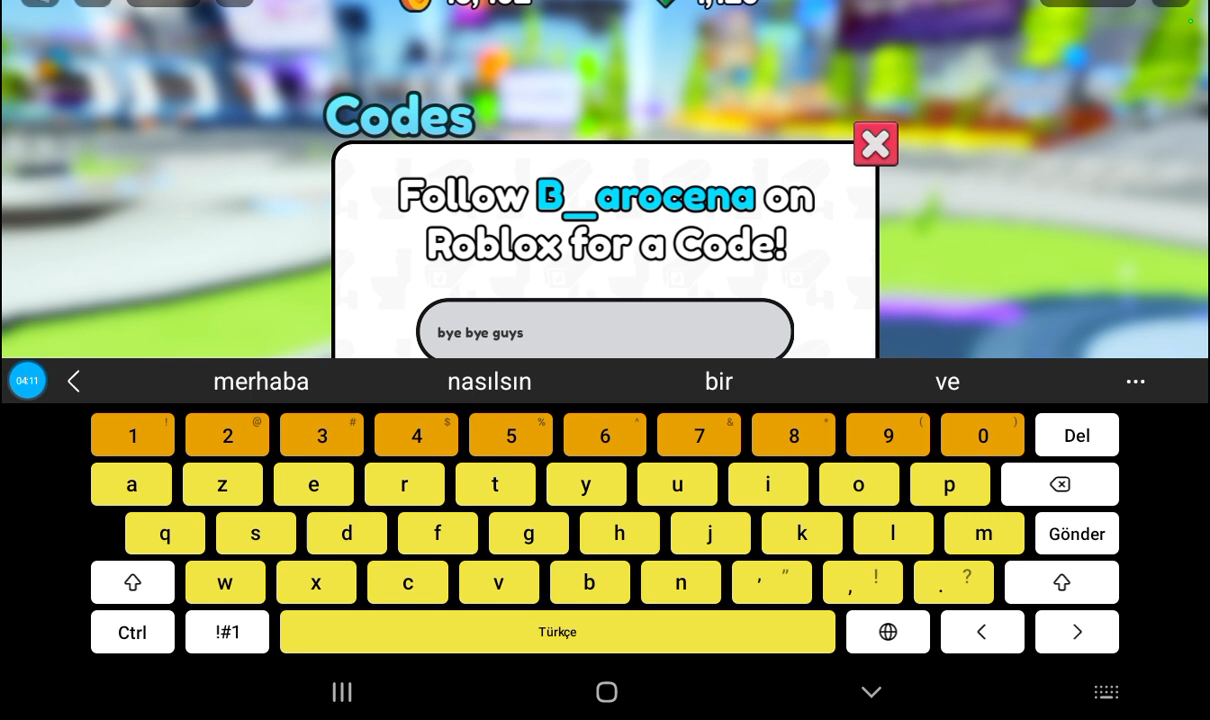 Codes
Follow B_arocena on
Roblox for a Code!
bye bye guys
04:11
merhaba nasılsın bir ve ...
! @ # $ % ^ & * ( )
1 2 3 4 5 6 7 8 9 0 Del
a z e r t y u i o p
q s d f g h j k l m Gönder
w x c v b n ' " , ! . ?
Ctrl !#1 Türkçe